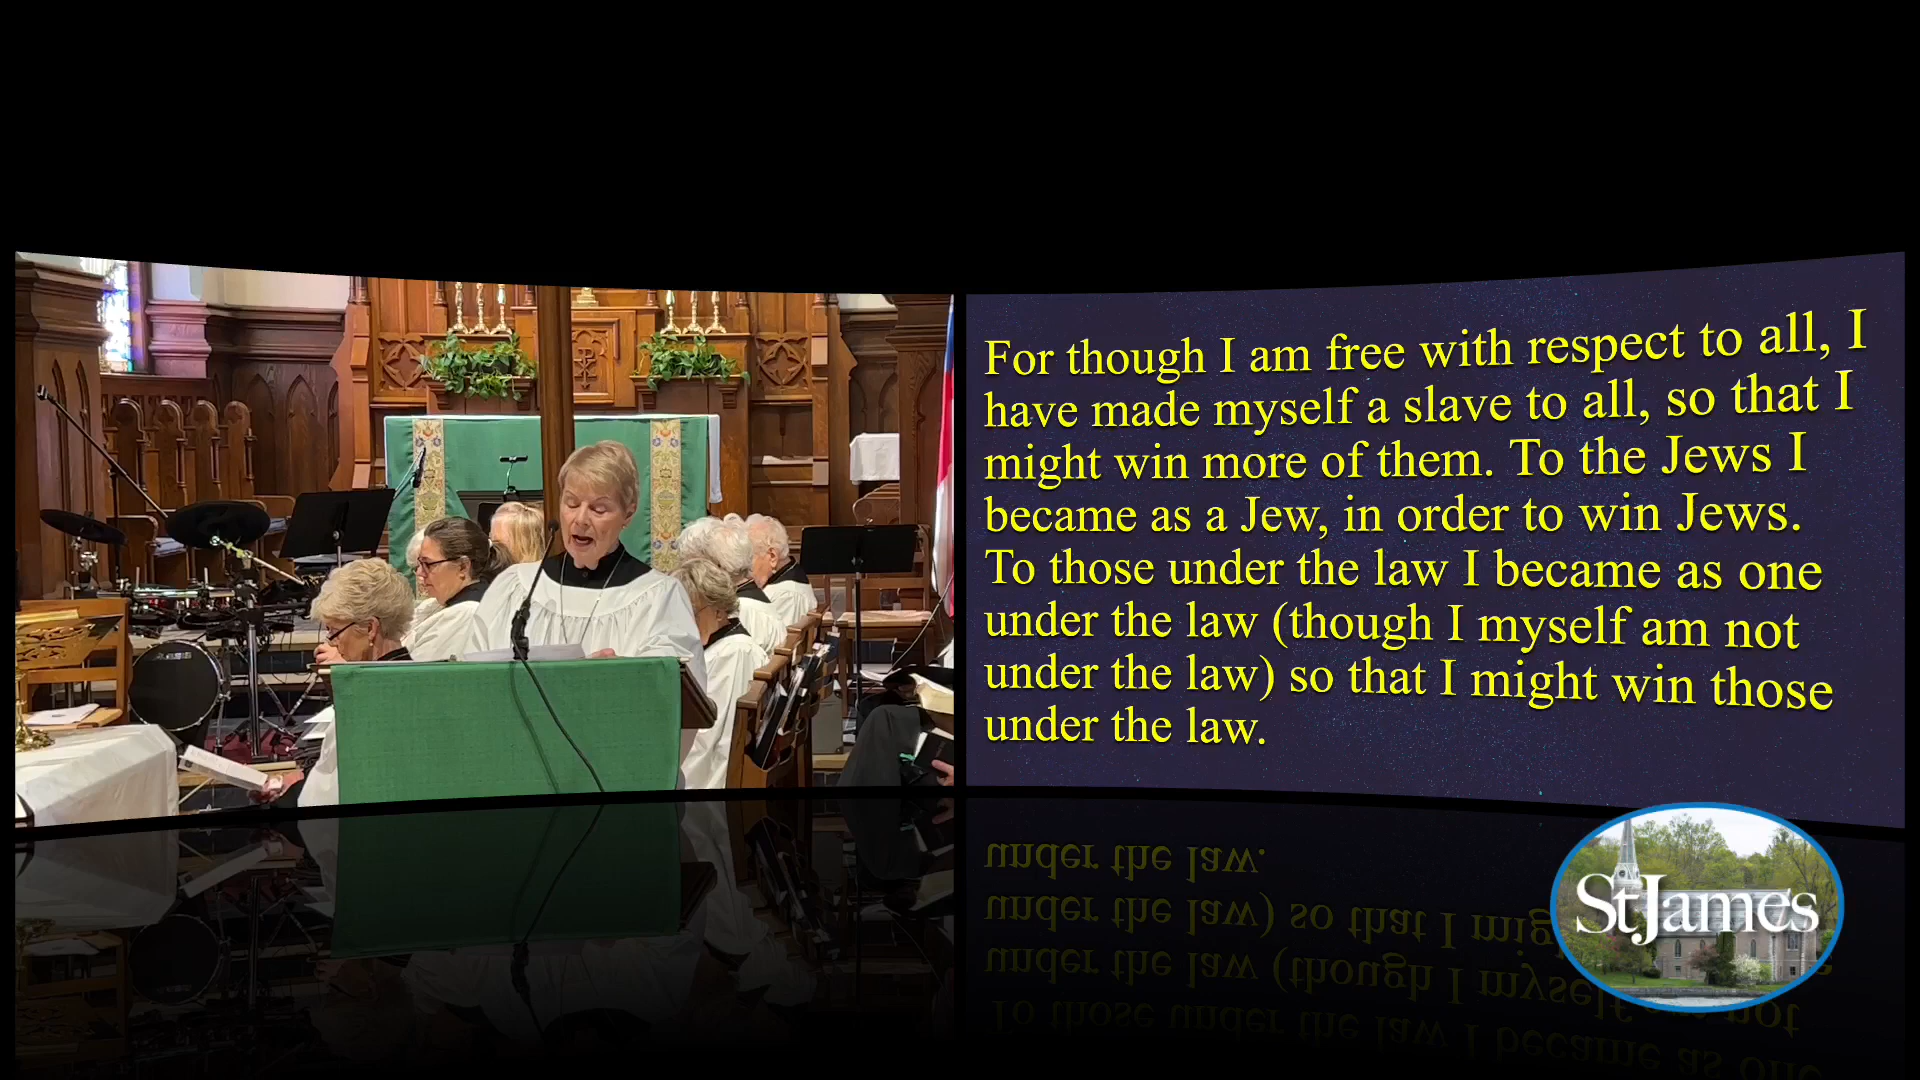 For though I am free with respect to all, I
have made myself a slave to all, so that I
might win more of them. To the Jews I
became as a Jew, in order to win Jews.
To those under the law I became as one
under the law (though I myself am not
under the law) so that I might win those
under the law.
St James